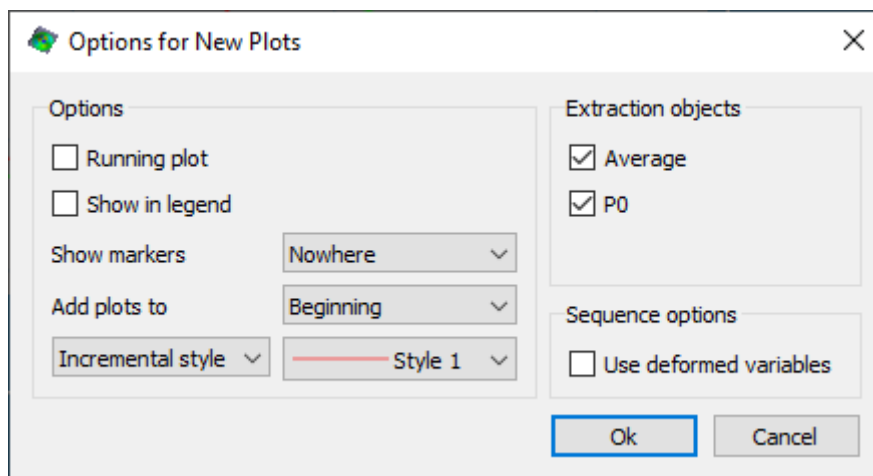 Options for New Plots
Options
Running plot
Show in legend
Show markers Nowhere
Add plots to Beginning
Incremental style Style 1
Extraction objects
Average
P0
Sequence options
Use deformed variables
Ok Cancel